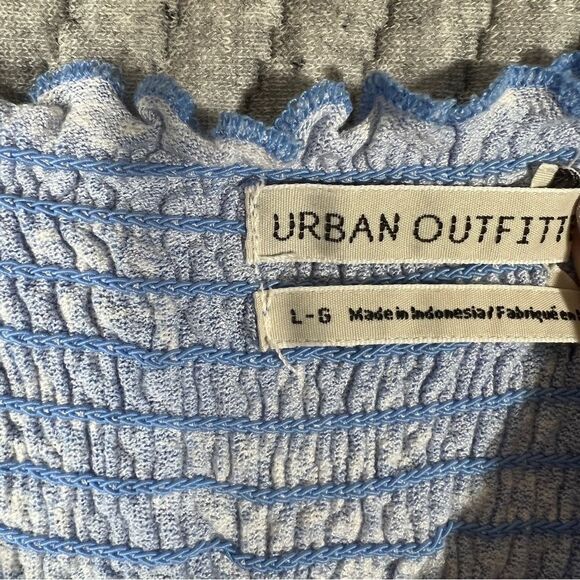 URBAN OUTFITT
L-G Made in Indonesia / Fabriqué en